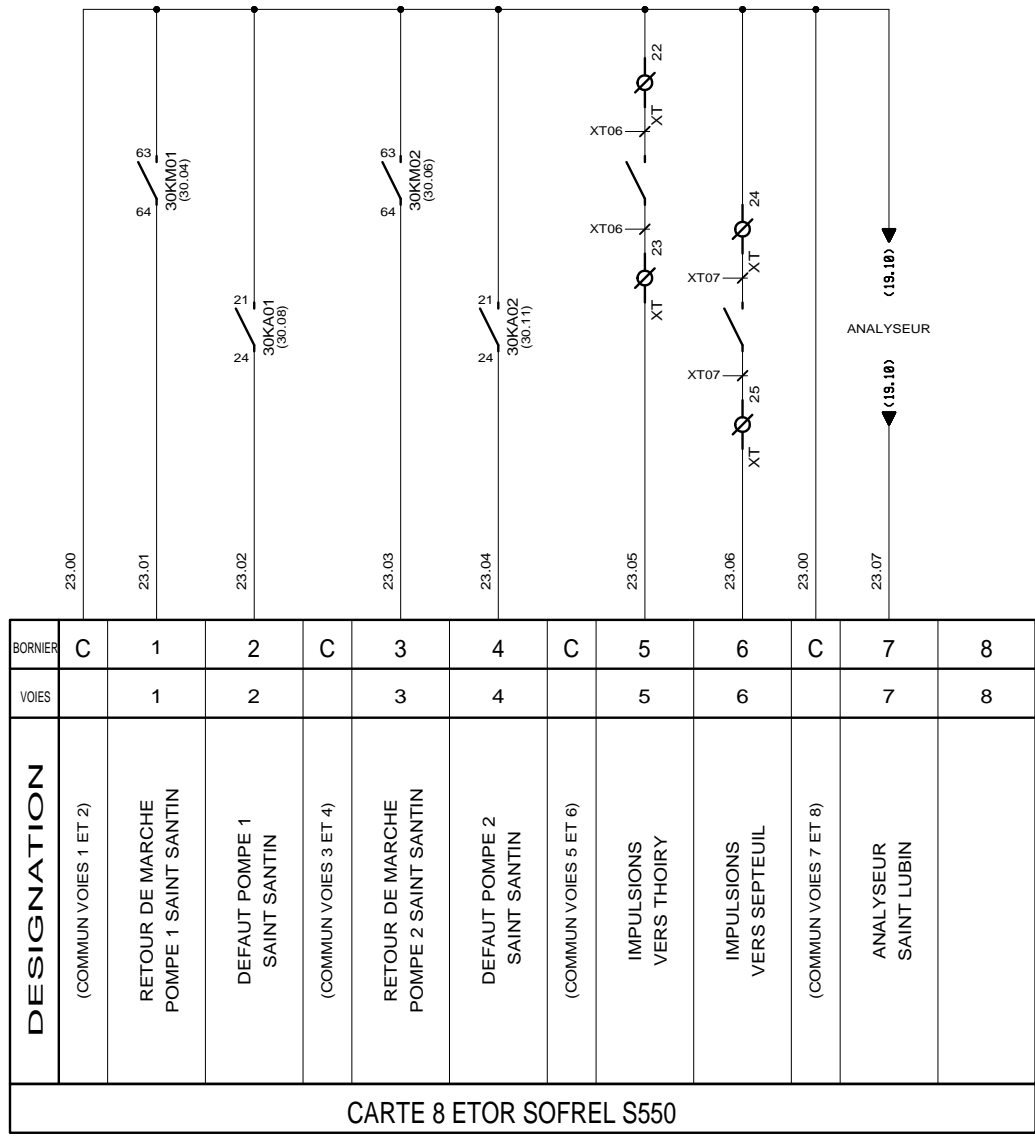 22
XT
XT06
63
30KM01
(30.04)
64
63
30KM02
(30.06)
64
24
XT
XT06
23
XT
XT07
(19.10)
21
30KA01
(30.08)
24
21
30KA02
(30.11)
24
ANALYSEUR
XT07
25
XT
(19.10)
23.00
23.01
23.02
23.03
23.04
23.05
23.06
23.00
23.07
BORNIER C 1 2 C 3 4 C 5 6 C 7 8
VOIES 1 2 3 4 5 6 7 8
DESIGNATION
(COMMUN VOIES 1 ET 2)
RETOUR DE MARCHE
POMPE 1 SAINT SANTIN
DEFAUT POMPE 1
SAINT SANTIN
(COMMUN VOIES 3 ET 4)
RETOUR DE MARCHE
POMPE 2 SAINT SANTIN
DEFAUT POMPE 2
SAINT SANTIN
(COMMUN VOIES 5 ET 6)
IMPULSIONS
VERS THOIRY
IMPULSIONS
VERS SEPTEUIL
(COMMUN VOIES 7 ET 8)
ANALYSEUR
SAINT LUBIN
CARTE 8 ETOR SOFREL S550